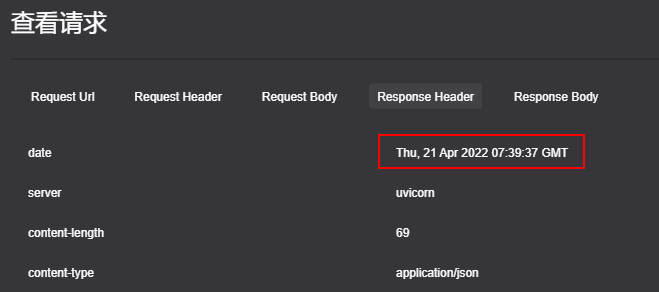 查看请求
Request Url Request Header Request Body Response Header Response Body
date Thu, 21 Apr 2022 07:39:37 GMT
server uvicorn
content-length 69
content-type application/json